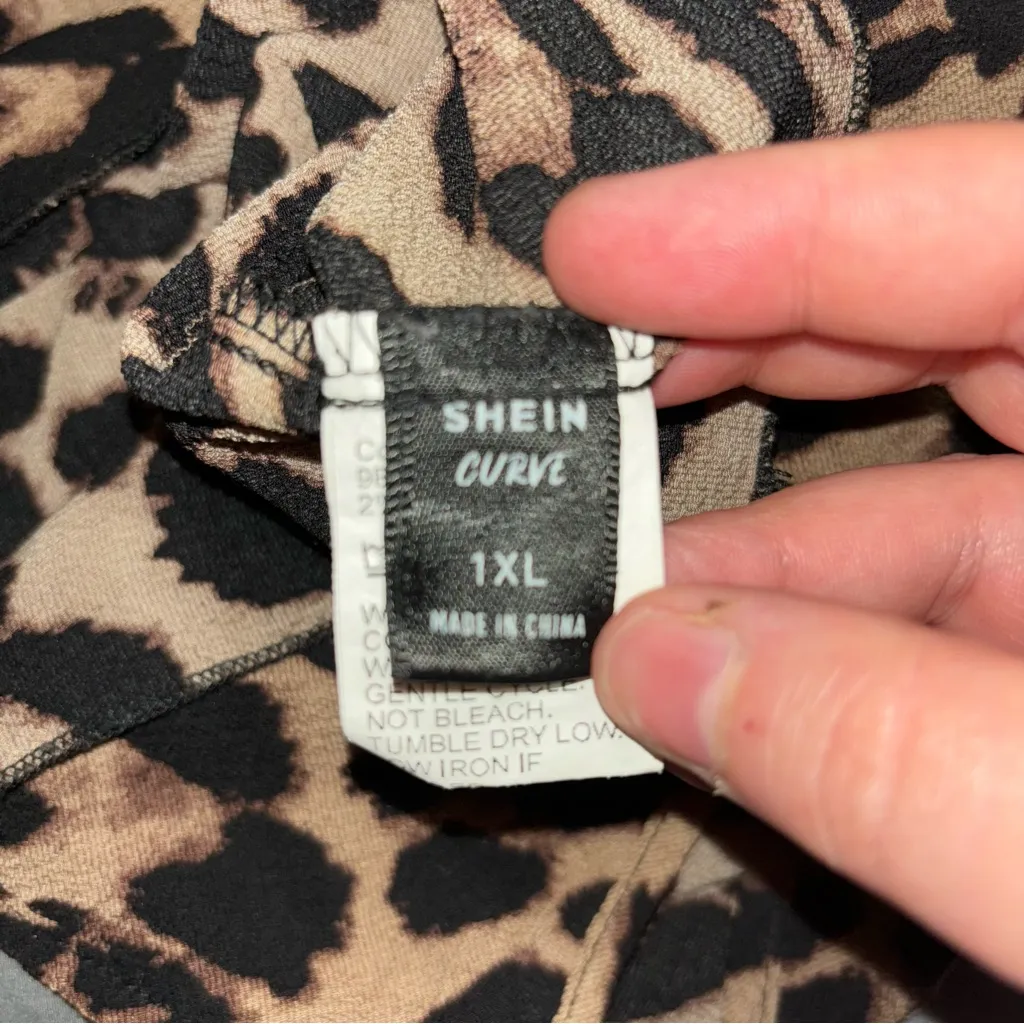 SHEIN
CURVE
1XL
MADE IN CHINA
GENTLE CYCLE.
NOT BLEACH.
TUMBLE DRY LOW.
IRON IF